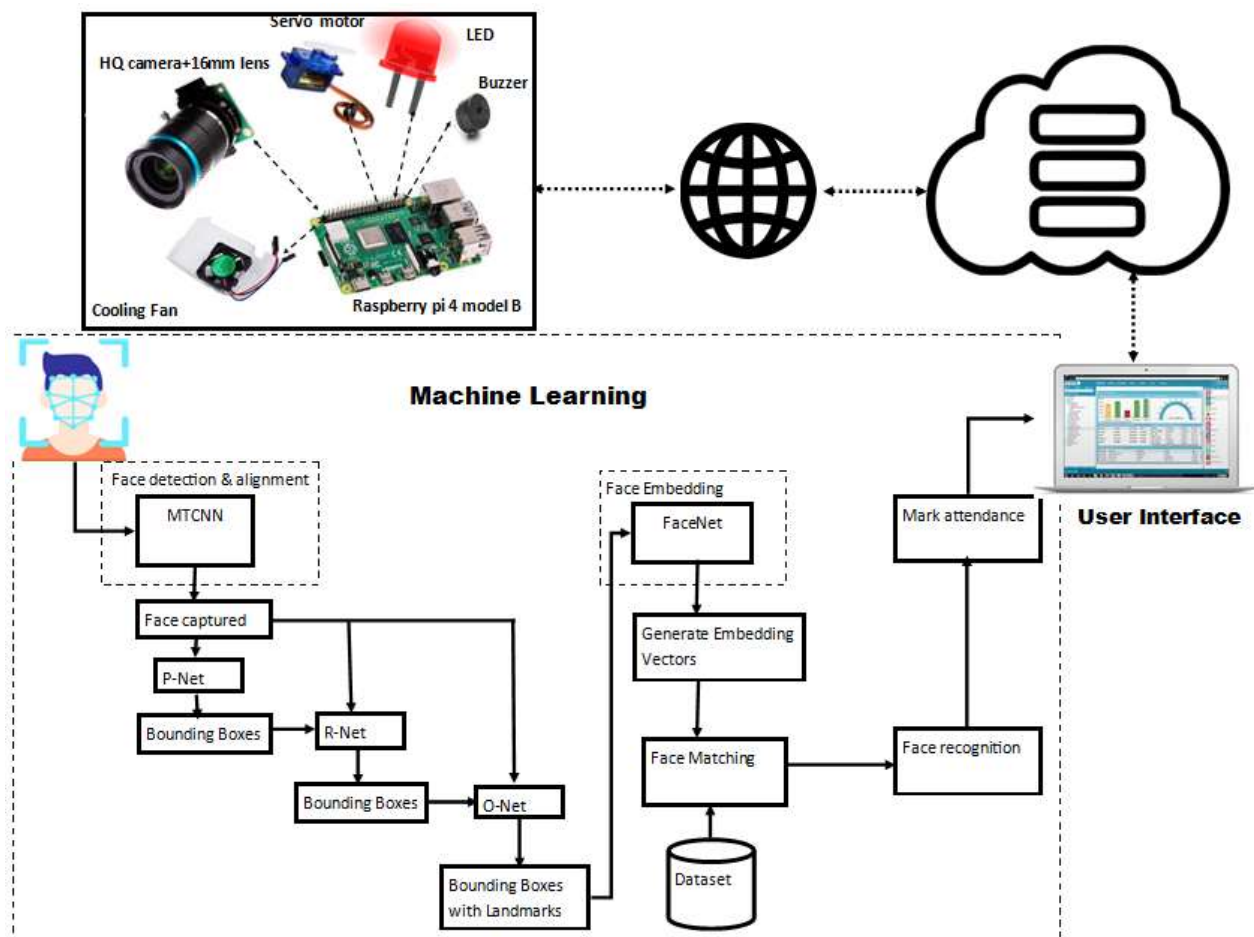 Servo motor
LED
HQ camera+16mm lens
Buzzer
Cooling Fan
Raspberry pi 4 model B
Machine Learning
Face detection & alignment
MTCNN
Face Embedding
FaceNet
Mark attendance
User Interface
Face captured
Generate Embedding
Vectors
P-Net
Bounding Boxes
R-Net
Face Matching
Face recognition
Bounding Boxes
O-Net
Bounding Boxes
with Landmarks
Dataset